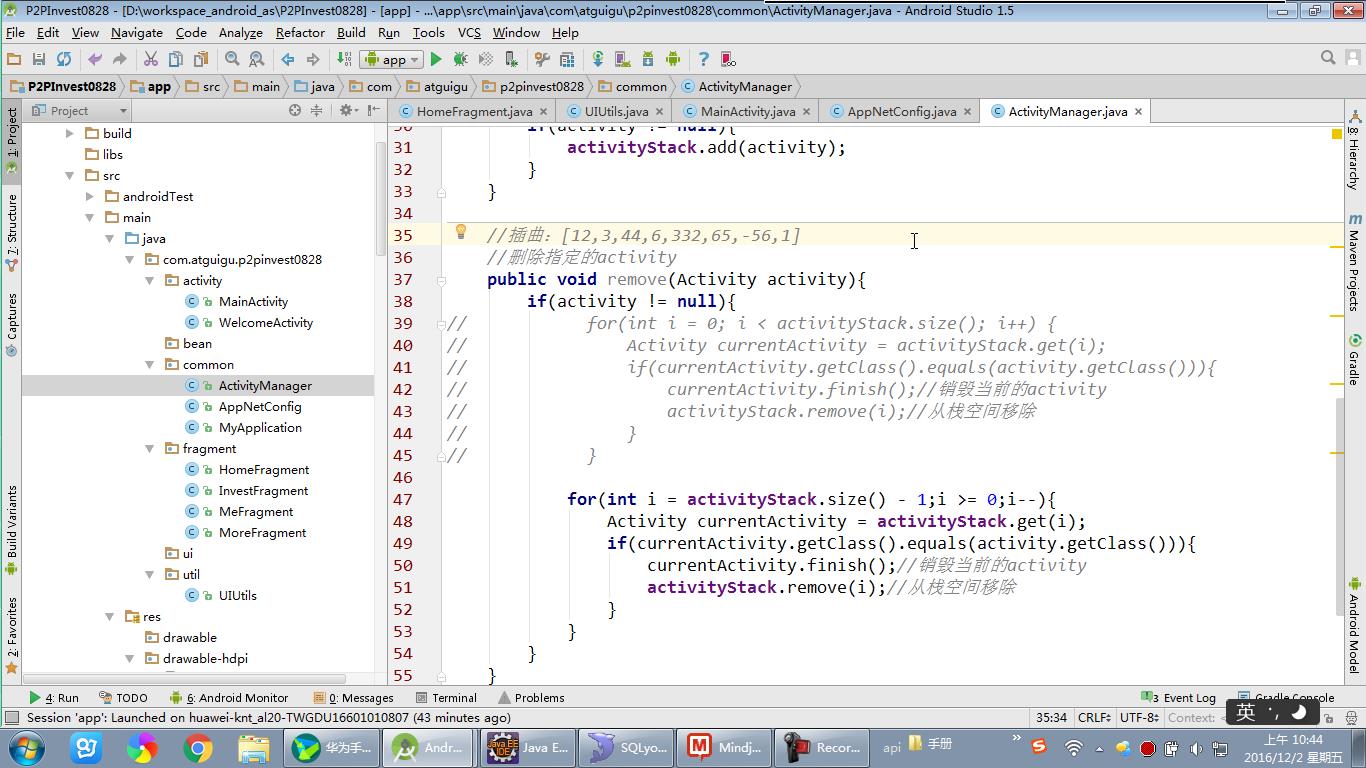 P2PInvest0828 - [D:\workspace_android_as\P2PInvest0828] - [app] - ...\app\src\main\java\com\atguigu\p2pinvest0828\common\ActivityManager.java - Android Studio 1.5
File Edit View Navigate Code Analyze Refactor Build Run Tools VCS Window Help
app
P2PInvest0828 app src main java com atguigu p2pinvest0828 common ActivityManager
Project
HomeFragment.java UIUtils.java MainActivity.java AppNetConfig.java ActivityManager.java
1: Project
7: Structure
Captures
Build Variants
2: Favorites
build
libs
src
androidTest
main
java
com.atguigu.p2pinvest0828
activity
MainActivity
WelcomeActivity
bean
common
ActivityManager
AppNetConfig
MyApplication
fragment
HomeFragment
InvestFragment
MeFragment
MoreFragment
ui
util
UIUtils
res
drawable
drawable-hdpi
30 if(activity != null){
31 activityStack.add(activity);
32 }
33 }
34
35 //插曲：[12,3,44,6,332,65,-56,1]
36 //删除指定的activity
37 public void remove(Activity activity){
38 if(activity != null){
39 // for(int i = 0; i < activityStack.size(); i++) {
40 // Activity currentActivity = activityStack.get(i);
41 // if(currentActivity.getClass().equals(activity.getClass())){
42 // currentActivity.finish();//销毁当前的activity
43 // activityStack.remove(i);//从栈空间移除
44 // }
45 // }
46
47 for(int i = activityStack.size() - 1;i >= 0;i--){
48 Activity currentActivity = activityStack.get(i);
49 if(currentActivity.getClass().equals(activity.getClass())){
50 currentActivity.finish();//销毁当前的activity
51 activityStack.remove(i);//从栈空间移除
52 }
53 }
54 }
55 }
8: Hierarchy
Maven Projects
Gradle
Android Model
4: Run TODO 6: Android Monitor 0: Messages Terminal Problems 3 Event Log Gradle Console
Session 'app': Launched on huawei-knt_al20-TWGDU16601010807 (43 minutes ago) 35:34 CRLF UTF-8 Context:
英
华为手... Andr... Java E... SQLyo... Mindj... Recor... api 手册
上午 10:44
2016/12/2 星期五